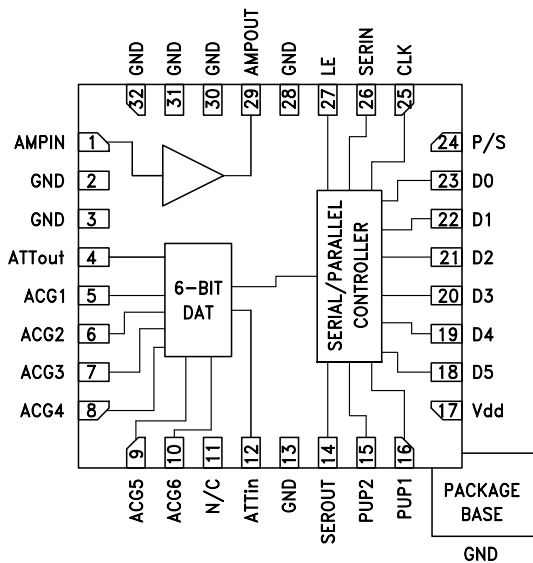 GND
GND
GND
AMPOUT
GND
LE
SERIN
CLK
32
31
30
29
28
27
26
25
AMPIN 1
GND 2
GND 3
ATTout 4
ACG1 5
ACG2 6
ACG3 7
ACG4 8
6-BIT
DAT
SERIAL/PARALLEL
CONTROLLER
24 P/S
23 D0
22 D1
21 D2
20 D3
19 D4
18 D5
17 Vdd
9
10
11
12
13
14
15
16
ACG5
ACG6
N/C
ATTin
GND
SEROUT
PUP2
PUP1
PACKAGE
BASE
GND